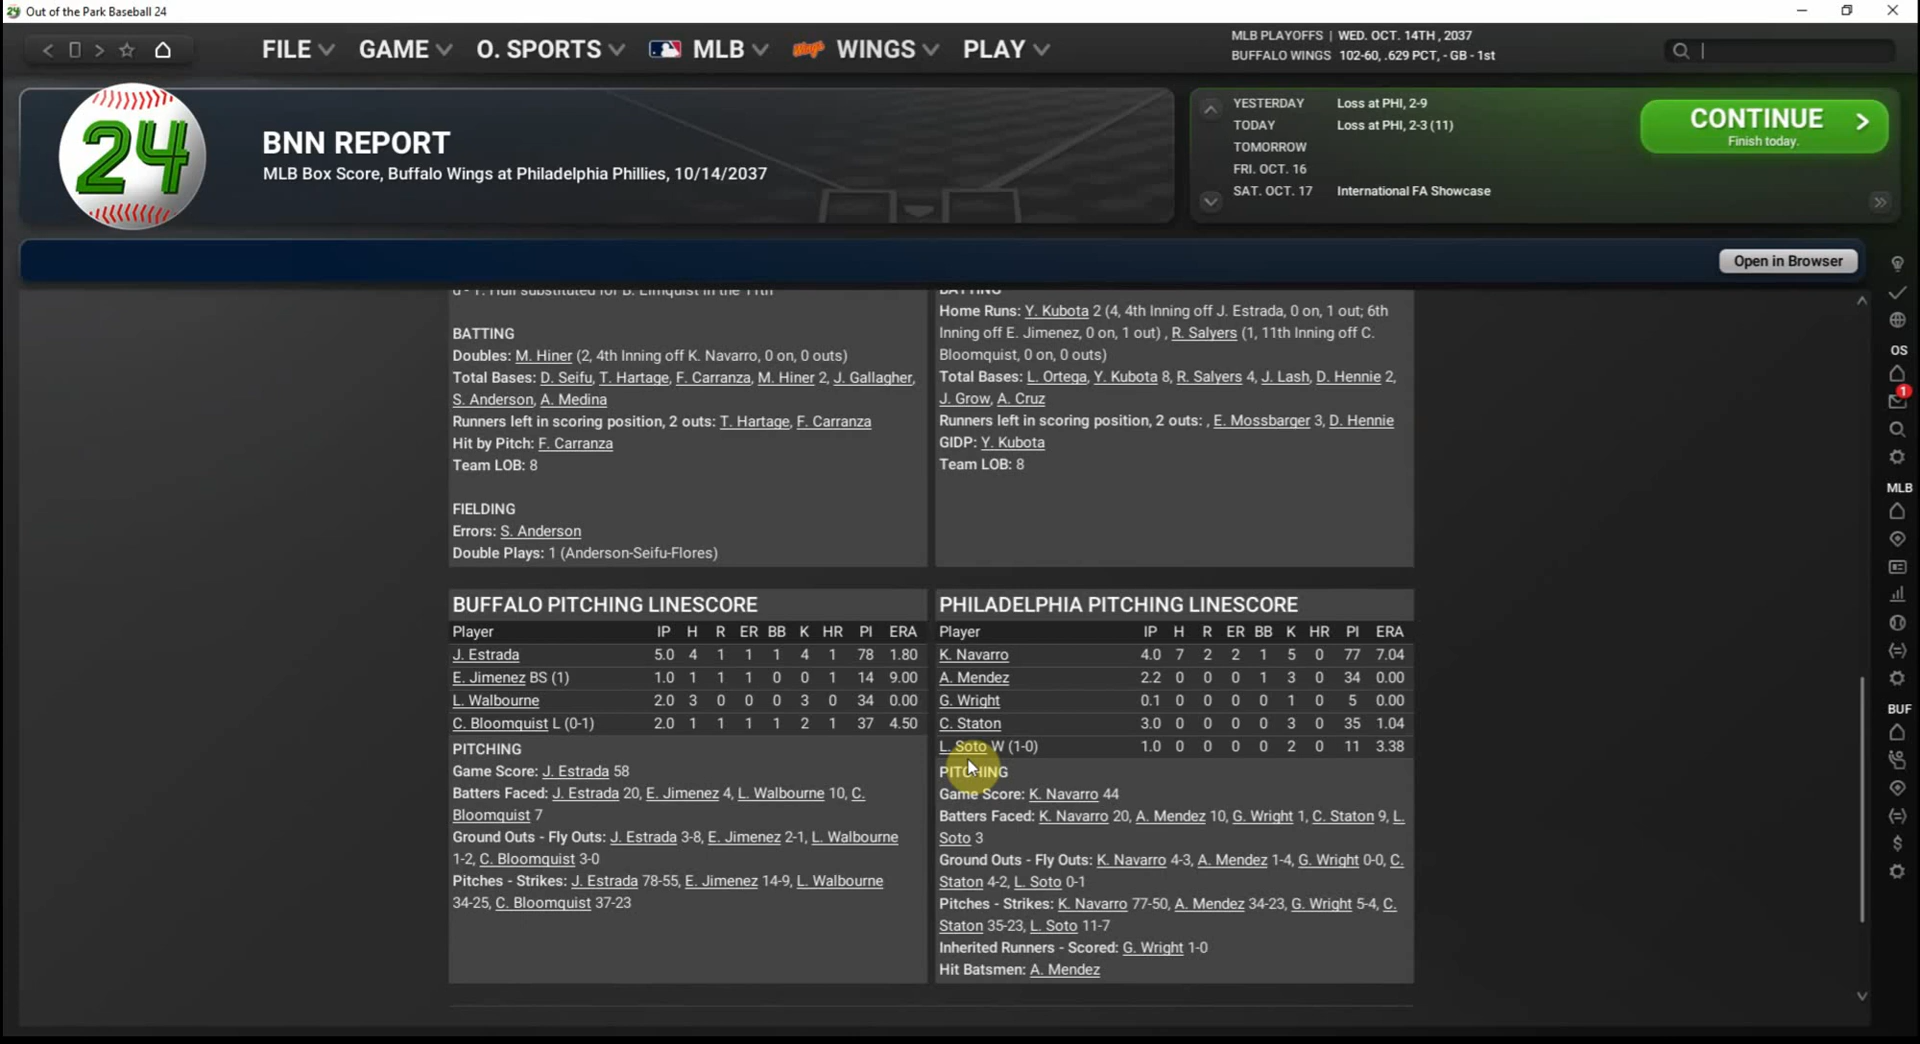 Out of the Park Baseball 24
FILE GAME O. SPORTS MLB WINGS PLAY
MLB PLAYOFFS | WED. OCT. 14TH , 2037
BUFFALO WINGS 102-60, .629 PCT, - GB - 1st
24
BNN REPORT
MLB Box Score, Buffalo Wings at Philadelphia Phillies, 10/14/2037
YESTERDAY Loss at PHI, 2-9
TODAY Loss at PHI, 2-3 (11)
TOMORROW
FRI. OCT. 16
SAT. OCT. 17 International FA Showcase
CONTINUE
Finish today.
Open in Browser
d - T. Hull substituted for B. Elmquist in the 11th
BATTING
Doubles: M. Hiner (2, 4th Inning off K. Navarro, 0 on, 0 outs)
Total Bases: D. Seifu, T. Hartage, F. Carranza, M. Hiner 2, J. Gallagher,
S. Anderson, A. Medina
Runners left in scoring position, 2 outs: T. Hartage, F. Carranza
Hit by Pitch: F. Carranza
Team LOB: 8
FIELDING
Errors: S. Anderson
Double Plays: 1 (Anderson-Seifu-Flores)
BATTING
Home Runs: Y. Kubota 2 (4, 4th Inning off J. Estrada, 0 on, 1 out; 6th
Inning off E. Jimenez, 0 on, 1 out) , R. Salyers (1, 11th Inning off C.
Bloomquist, 0 on, 0 outs)
Total Bases: L. Ortega, Y. Kubota 8, R. Salyers 4, J. Lash, D. Hennie 2,
J. Grow, A. Cruz
Runners left in scoring position, 2 outs: , E. Mossbarger 3, D. Hennie
GIDP: Y. Kubota
Team LOB: 8
BUFFALO PITCHING LINESCORE
Player IP H R ER BB K HR PI ERA
J. Estrada 5.0 4 1 1 1 4 1 78 1.80
E. Jimenez BS (1) 1.0 1 1 1 0 0 1 14 9.00
L. Walbourne 2.0 3 0 0 0 3 0 34 0.00
C. Bloomquist L (0-1) 2.0 1 1 1 1 2 1 37 4.50
PITCHING
Game Score: J. Estrada 58
Batters Faced: J. Estrada 20, E. Jimenez 4, L. Walbourne 10, C.
Bloomquist 7
Ground Outs - Fly Outs: J. Estrada 3-8, E. Jimenez 2-1, L. Walbourne
1-2, C. Bloomquist 3-0
Pitches - Strikes: J. Estrada 78-55, E. Jimenez 14-9, L. Walbourne
34-25, C. Bloomquist 37-23
PHILADELPHIA PITCHING LINESCORE
Player IP H R ER BB K HR PI ERA
K. Navarro 4.0 7 2 2 1 5 0 77 7.04
A. Mendez 2.2 0 0 0 1 3 0 34 0.00
G. Wright 0.1 0 0 0 0 1 0 5 0.00
C. Staton 3.0 0 0 0 0 3 0 35 1.04
L. Soto W (1-0) 1.0 0 0 0 0 2 0 11 3.38
PITCHING
Game Score: K. Navarro 44
Batters Faced: K. Navarro 20, A. Mendez 10, G. Wright 1, C. Staton 9, L.
Soto 3
Ground Outs - Fly Outs: K. Navarro 4-3, A. Mendez 1-4, G. Wright 0-0, C.
Staton 4-2, L. Soto 0-1
Pitches - Strikes: K. Navarro 77-50, A. Mendez 34-23, G. Wright 5-4, C.
Staton 35-23, L. Soto 11-7
Inherited Runners - Scored: G. Wright 1-0
Hit Batsmen: A. Mendez
OS
1
MLB
BUF